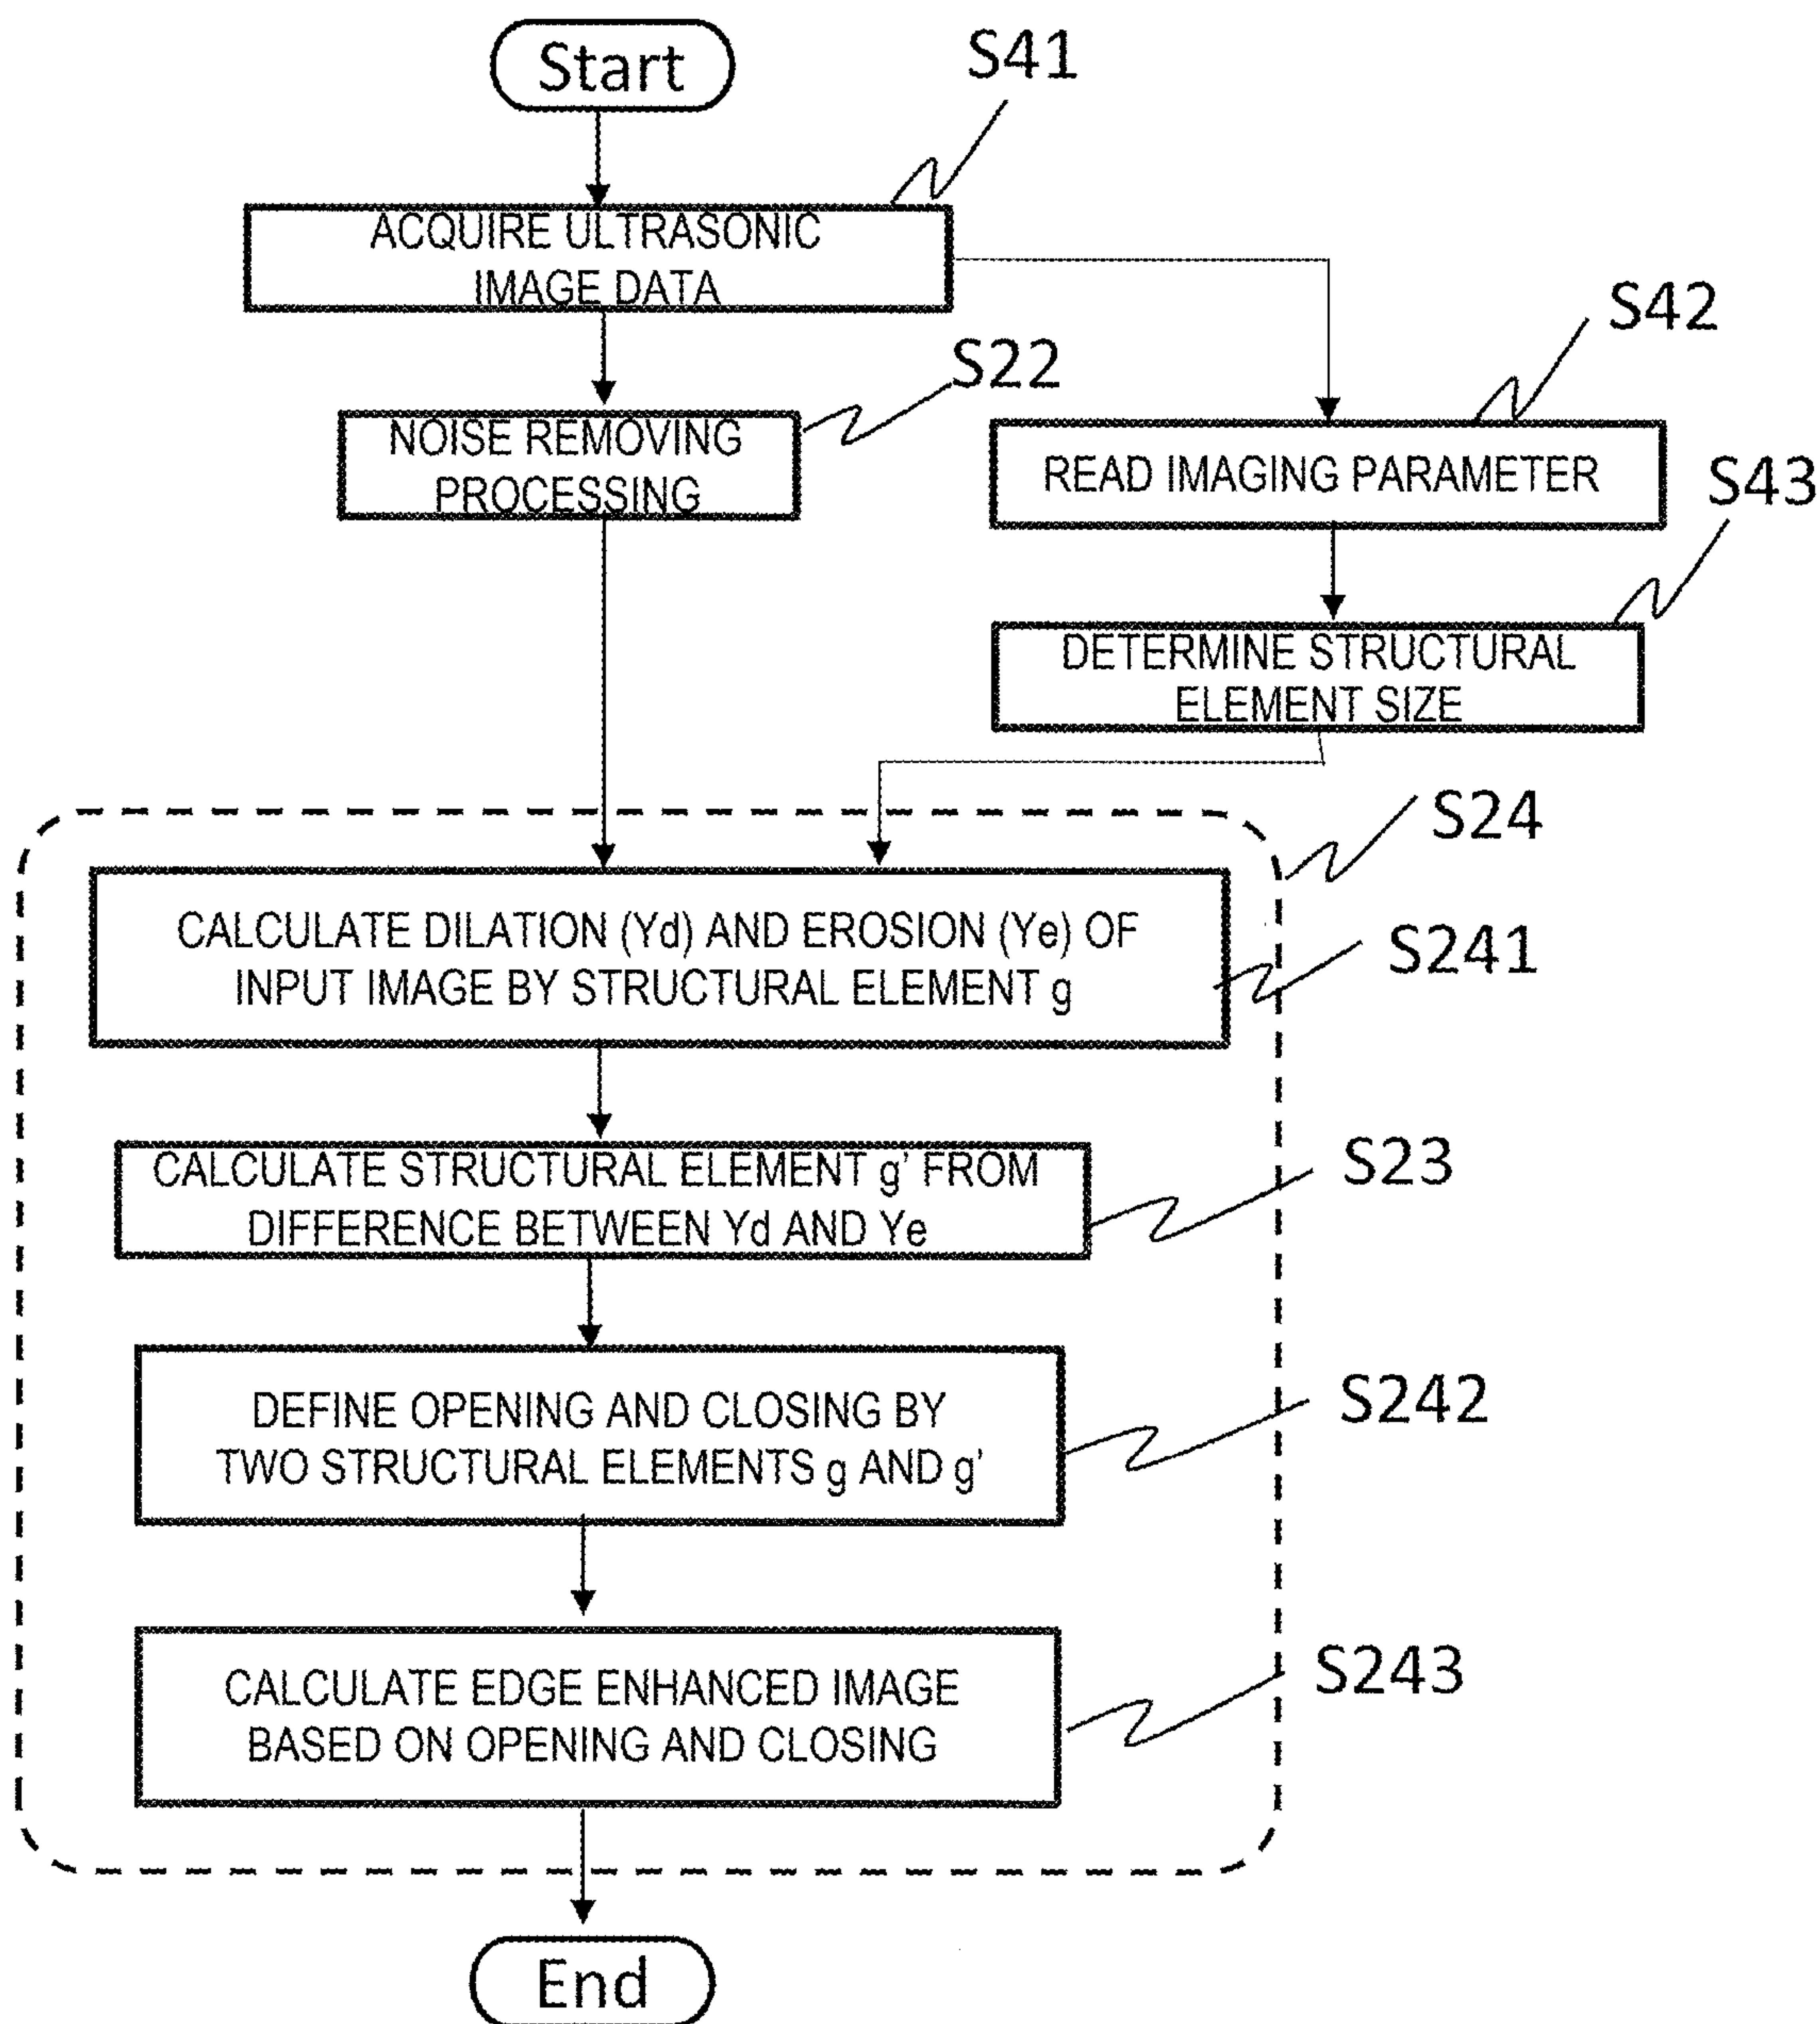 Start
S41
ACQUIRE ULTRASONIC
IMAGE DATA
S42
S22
NOISE REMOVING
PROCESSING
READ IMAGING PARAMETER
S43
DETERMINE STRUCTURAL
ELEMENT SIZE
S24
CALCULATE DILATION (Yd) AND EROSION (Ye) OF
INPUT IMAGE BY STRUCTURAL ELEMENT g
S241
CALCULATE STRUCTURAL ELEMENT g' FROM
DIFFERENCE BETWEEN Yd AND Ye
S23
DEFINE OPENING AND CLOSING BY
TWO STRUCTURAL ELEMENTS g AND g'
S242
CALCULATE EDGE ENHANCED IMAGE
BASED ON OPENING AND CLOSING
S243
End